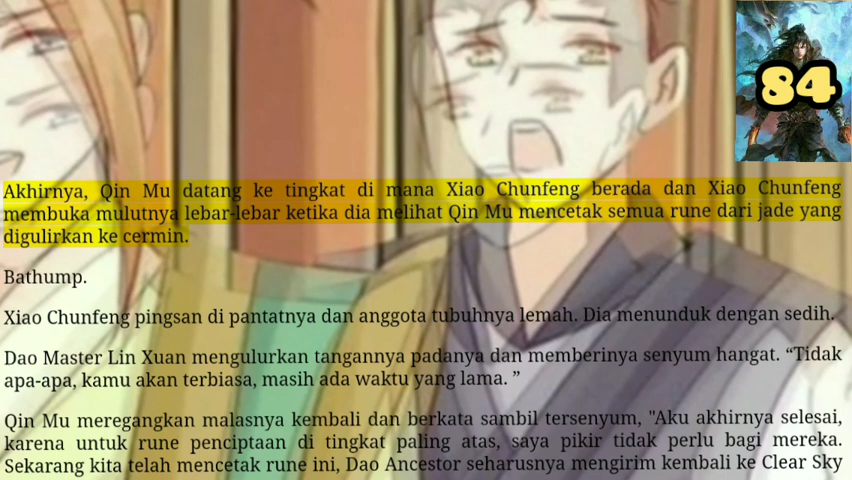 84
Akhirnya, Qin Mu datang ke tingkat di mana Xiao Chunfeng berada dan Xiao Chunfeng
membuka mulutnya lebar-lebar ketika dia melihat Qin Mu mencetak semua rune dari jade yang
digulirkan ke cermin.
Bathump.
Xiao Chunfeng pingsan di pantatnya dan anggota tubuhnya lemah. Dia menunduk dengan sedih.
Dao Master Lin Xuan mengulurkan tangannya padanya dan memberinya senyum hangat. “Tidak
apa-apa, kamu akan terbiasa, masih ada waktu yang lama. ”
Qin Mu meregangkan malasnya kembali dan berkata sambil tersenyum, "Aku akhirnya selesai,
karena untuk rune penciptaan di tingkat paling atas, saya pikir tidak perlu bagi mereka.
Sekarang kita telah mencetak rune ini, Dao Ancestor seharusnya mengirim kembali ke Clear Sky